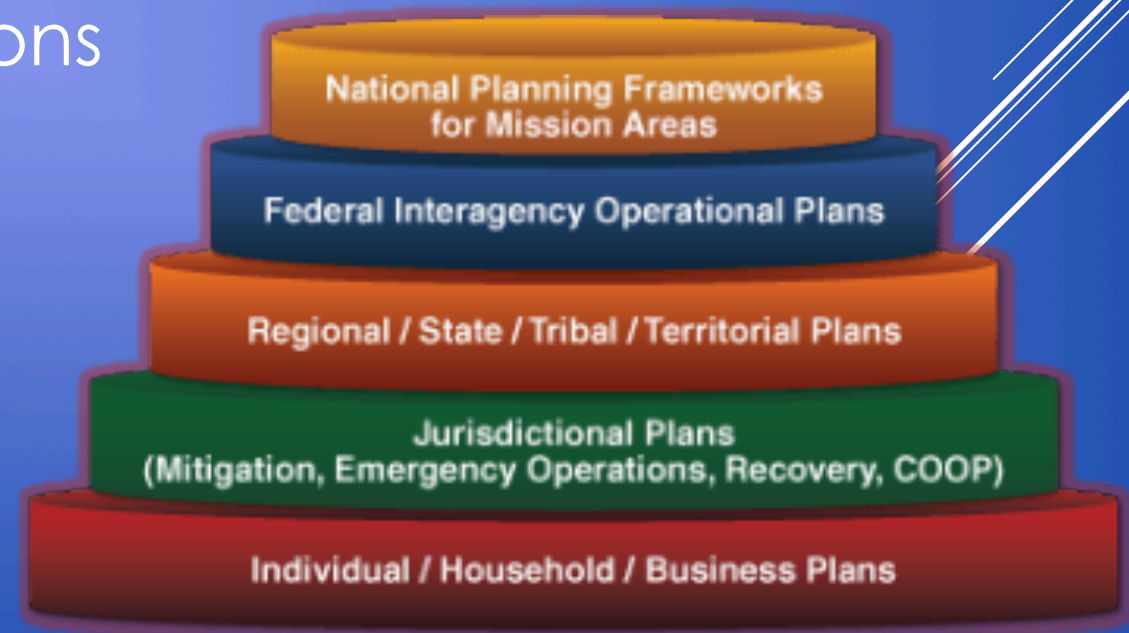 ons
National Planning Frameworks
for Mission Areas
Federal Interagency Operational Plans
Regional / State / Tribal / Territorial Plans
Jurisdictional Plans
(Mitigation, Emergency Operations, Recovery, COOP)
Individual / Household / Business Plans